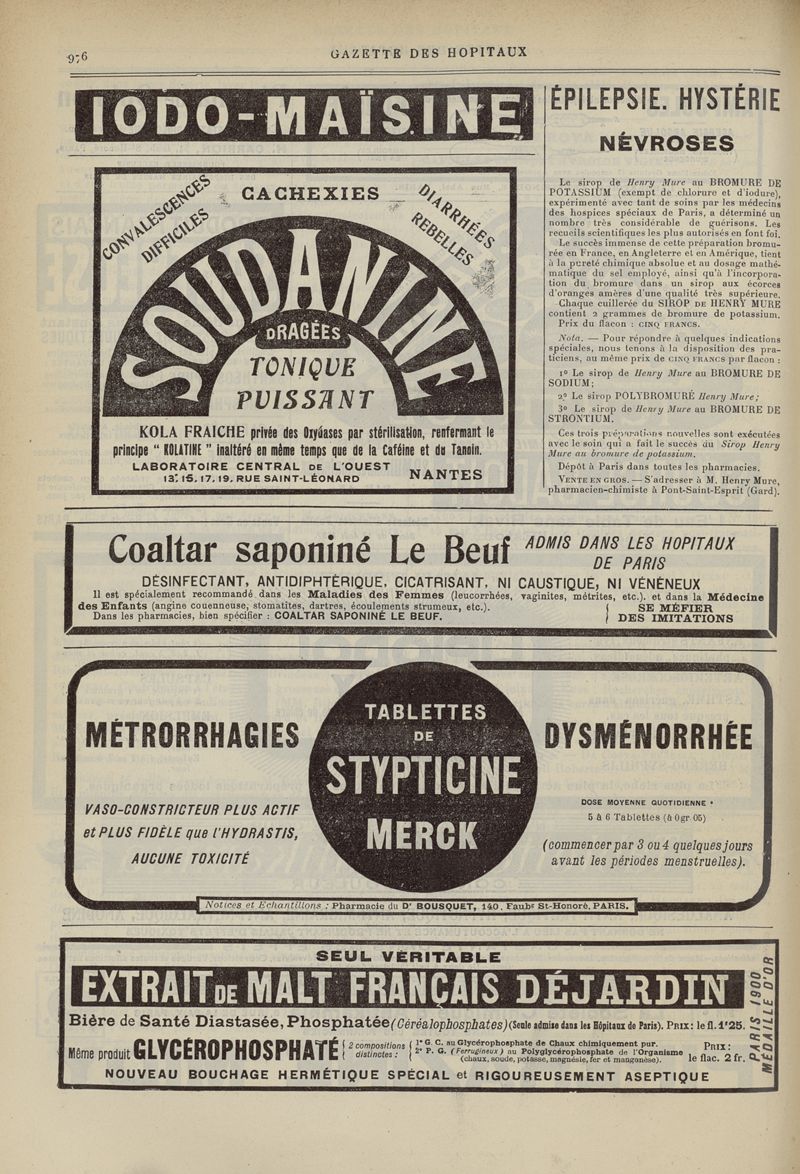 976
GAZETTE DES HOPITAUX
IODO-MAÏSINE
CONVALESCENCES
DIFFICILES
CACHEXIES
DIARRHÉES
REBELLES
SOUDANINE
DRAGÉES
TONIQUE
PUISSANT
KOLA FRAICHE privée des Oxydases par stérilisation, renfermant le
principe “ KOLATINE ” inaltéré en même temps que de la Caféine et du Tannin.
LABORATOIRE CENTRAL DE L'OUEST
13, 15, 17, 19, RUE SAINT-LÉONARD
NANTES
ÉPILEPSIE. HYSTÉRIE
NÉVROSES
Le sirop de Henry Mure au BROMURE DE
POTASSIUM (exempt de chlorure et d'iodure),
expérimenté avec tant de soins par les médecins
des hospices spéciaux de Paris, a déterminé un
nombre très considérable de guérisons. Les
recueils scientifiques les plus autorisés en font foi.
Le succès immense de cette préparation bromu-
rée en France, en Angleterre et en Amérique, tient
à la pureté chimique absolue et au dosage mathé-
matique du sel employé, ainsi qu'à l'incorpora-
tion du bromure dans un sirop aux écorces
d'oranges amères d'une qualité très supérieure.
Chaque cuillerée du SIROP DE HENRY MURE
contient 2 grammes de bromure de potassium.
Prix du flacon : CINQ FRANCS.
Nota. — Pour répondre à quelques indications
spéciales, nous tenons à la disposition des pra-
ticiens, au même prix de CINQ FRANCS par flacon :
1° Le sirop de Henry Mure au BROMURE DE
SODIUM;
2° Le sirop POLYBROMURÉ Henry Mure;
3° Le sirop de Henry Mure au BROMURE DE
STRONTIUM.
Ces trois préparations nouvelles sont exécutées
avec le soin qui a fait le succès du Sirop Henry
Mure au bromure de potassium.
Dépôt à Paris dans toutes les pharmacies.
VENTE EN GROS. — S'adresser à M. Henry Mure,
pharmacien-chimiste à Pont-Saint-Esprit (Gard).
Coaltar saponiné Le Beuf
ADMIS DANS LES HOPITAUX
DE PARIS
DÉSINFECTANT, ANTIDIPHTÉRIQUE, CICATRISANT, NI CAUSTIQUE, NI VÉNÉNEUX
Il est spécialement recommandé dans les Maladies des Femmes (leucorrhées, vaginites, métrites, etc.). et dans la Médecine
des Enfants (angine couenneuse, stomatites, dartres, écoulements strumeux, etc.).
Dans les pharmacies, bien spécifier : COALTAR SAPONINÉ LE BEUF.
SE MÉFIER
DES IMITATIONS
MÉTRORRHAGIES
VASO-CONSTRICTEUR PLUS ACTIF
et PLUS FIDÈLE que l'HYDRASTIS,
AUCUNE TOXICITÉ
TABLETTES
DE
STYPTICINE
MERCK
DYSMÉNORRHÉE
DOSE MOYENNE QUOTIDIENNE :
5 à 6 Tablettes (à 0gr 05)
(commencer par 3 ou 4 quelques jours
avant les périodes menstruelles).
Notices et Echantillons : Pharmacie du Dr BOUSQUET, 140, Faubg St-Honoré, PARIS.
SEUL VÉRITABLE
EXTRAIT DE MALT FRANÇAIS DÉJARDIN
Bière de Santé Diastasée, Phosphatée (Céréalophosphates) (Seule admise dans les Hôpitaux de Paris). PRIX: le fl. 1f25.
Même produit GLYCÉROPHOSPHATÉ
2 compositions
distinctes :
1° G. C. au Glycérophosphate de Chaux chimiquement pur.
2° P. G. (Ferrugineux) au Polyglycérophosphate de l'Organisme
(chaux, soude, potasse, magnésie, fer et manganèse).
PRIX :
le flac. 2 fr.
NOUVEAU BOUCHAGE HERMÉTIQUE SPÉCIAL et RIGOUREUSEMENT ASEPTIQUE
PARIS 1900
MÉDAILLE D'OR